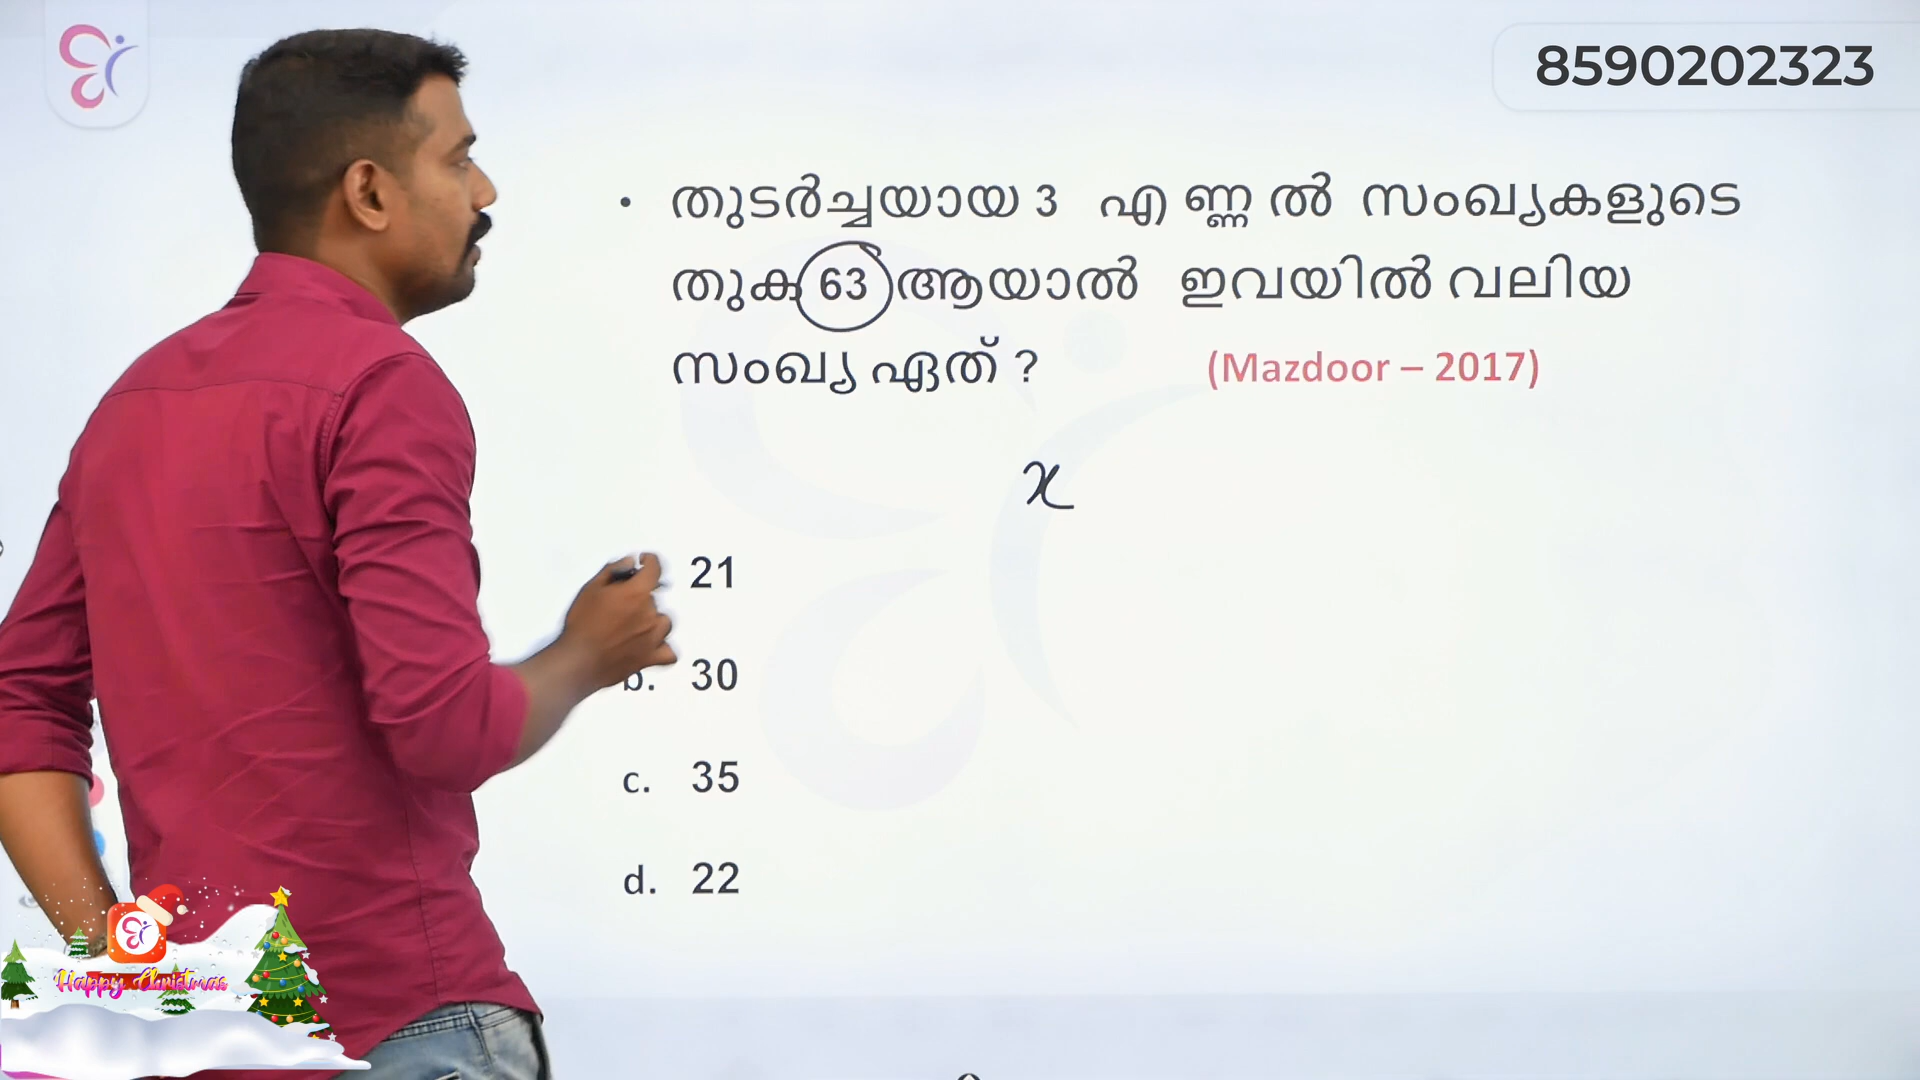 8590202323
• തുടർച്ചയായ 3 എണ്ണൽ സംഖ്യകളുടെ
തുക 63 ആയാൽ ഇവയിൽ വലിയ
സംഖ്യ ഏത് ?
(Mazdoor – 2017)
x
21
b. 30
c. 35
d. 22
Happy Christmas